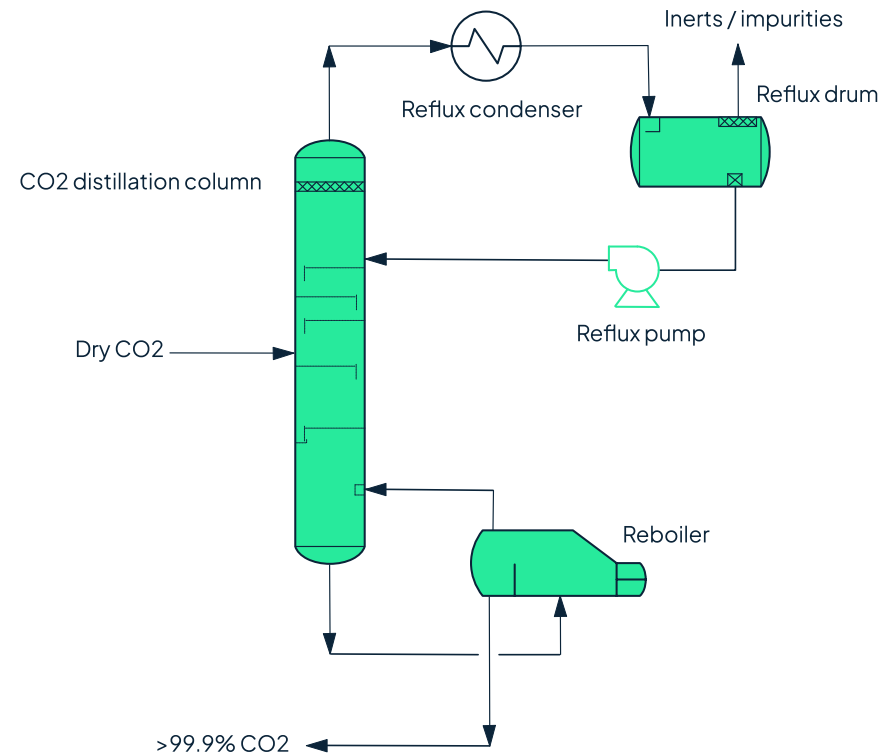 Inerts / impurities
Reflux drum
Reflux condenser
CO2 distillation column
Reflux pump
Dry CO2
Reboiler
>99.9% CO2